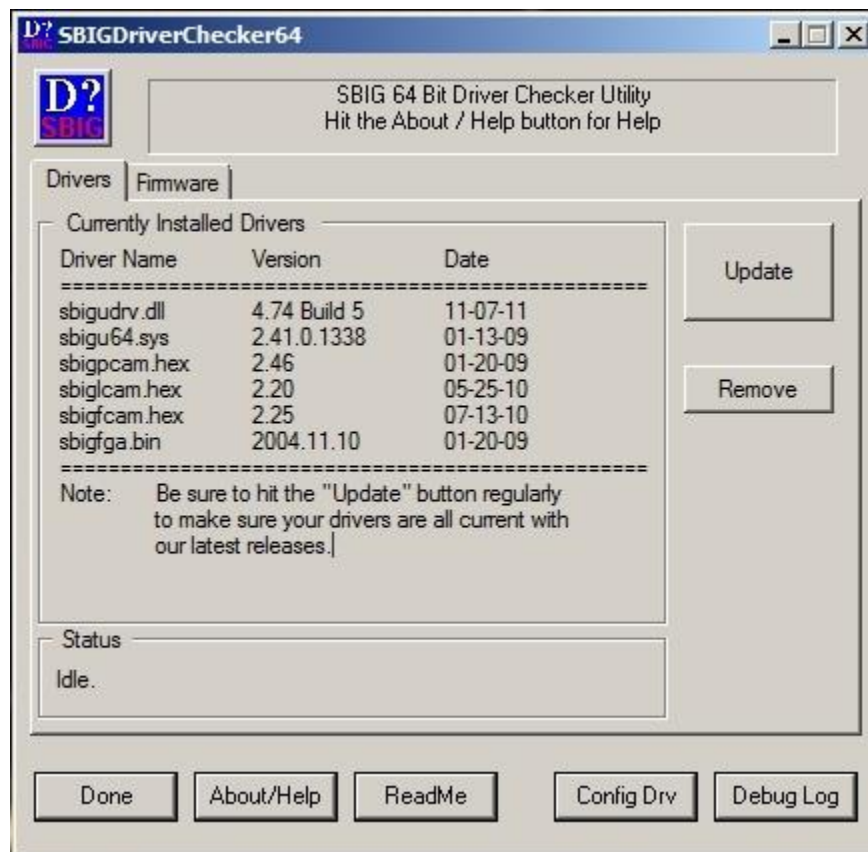 D?
SBIG
SBIGDriverChecker64
D?
SBIG
SBIG 64 Bit Driver Checker Utility
Hit the About / Help button for Help
Drivers
Firmware
Currently Installed Drivers
Driver Name Version Date
==================================================
sbigudrv.dll 4.74 Build 5 11-07-11
sbigu64.sys 2.41.0.1338 01-13-09
sbigpcam.hex 2.46 01-20-09
sbiglcam.hex 2.20 05-25-10
sbigfcam.hex 2.25 07-13-10
sbigfga.bin 2004.11.10 01-20-09
==================================================
Note: Be sure to hit the "Update" button regularly
to make sure your drivers are all current with
our latest releases.
Update
Remove
Status
Idle.
Done
About/Help
ReadMe
Config Drv
Debug Log